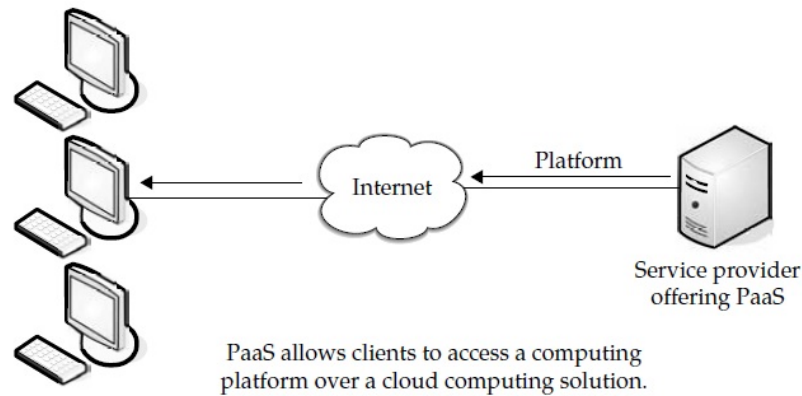 Platform
Internet
Service provider
offering PaaS
PaaS allows clients to access a computing
platform over a cloud computing solution.